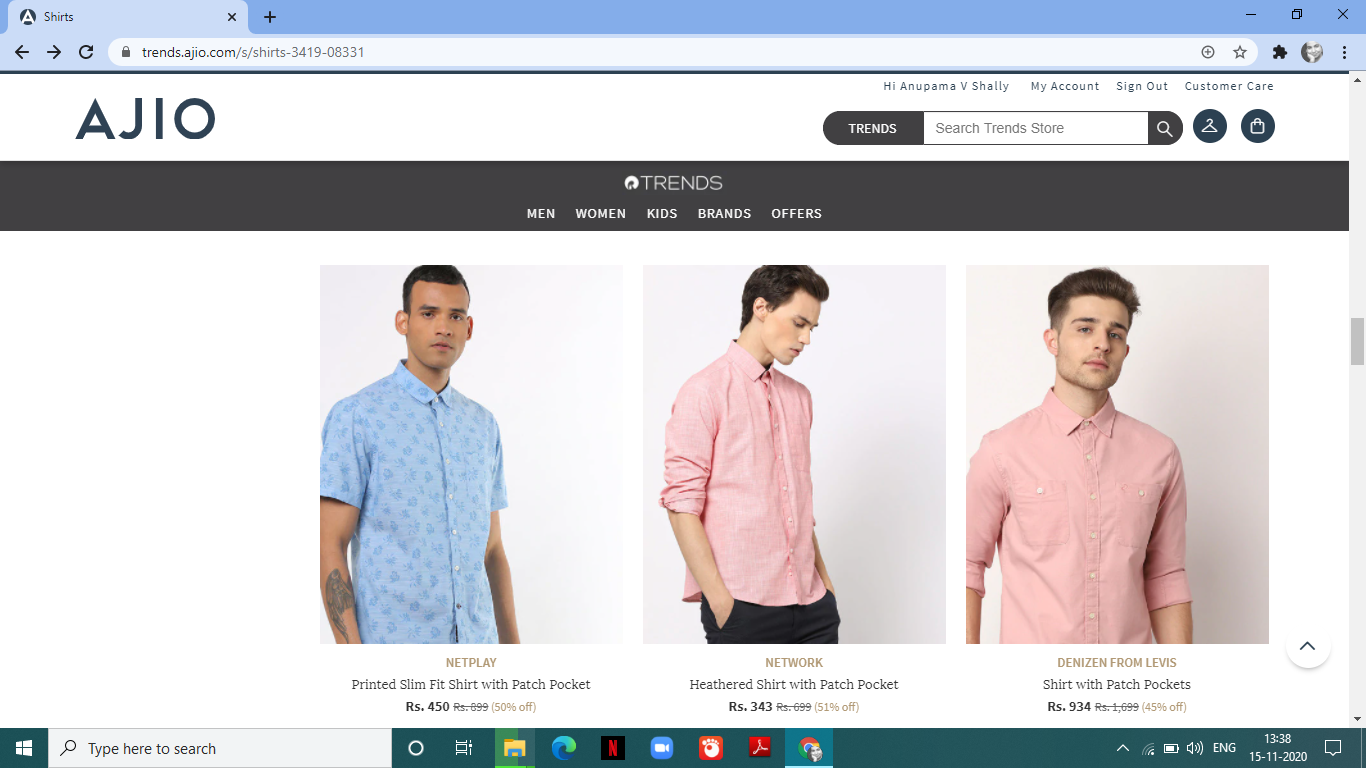 Shirts
trends.ajio.com/s/shirts-3419-08331
Hi Anupama V Shally My Account Sign Out Customer Care
AJIO
TRENDS Search Trends Store
TRENDS
MEN WOMEN KIDS BRANDS OFFERS
NETPLAY
Printed Slim Fit Shirt with Patch Pocket
Rs. 450 Rs. 899 (50% off)
NETWORK
Heathered Shirt with Patch Pocket
Rs. 343 Rs. 699 (51% off)
DENIZEN FROM LEVIS
Shirt with Patch Pockets
Rs. 934 Rs. 1,699 (45% off)
Type here to search
ENG
13:38
15-11-2020